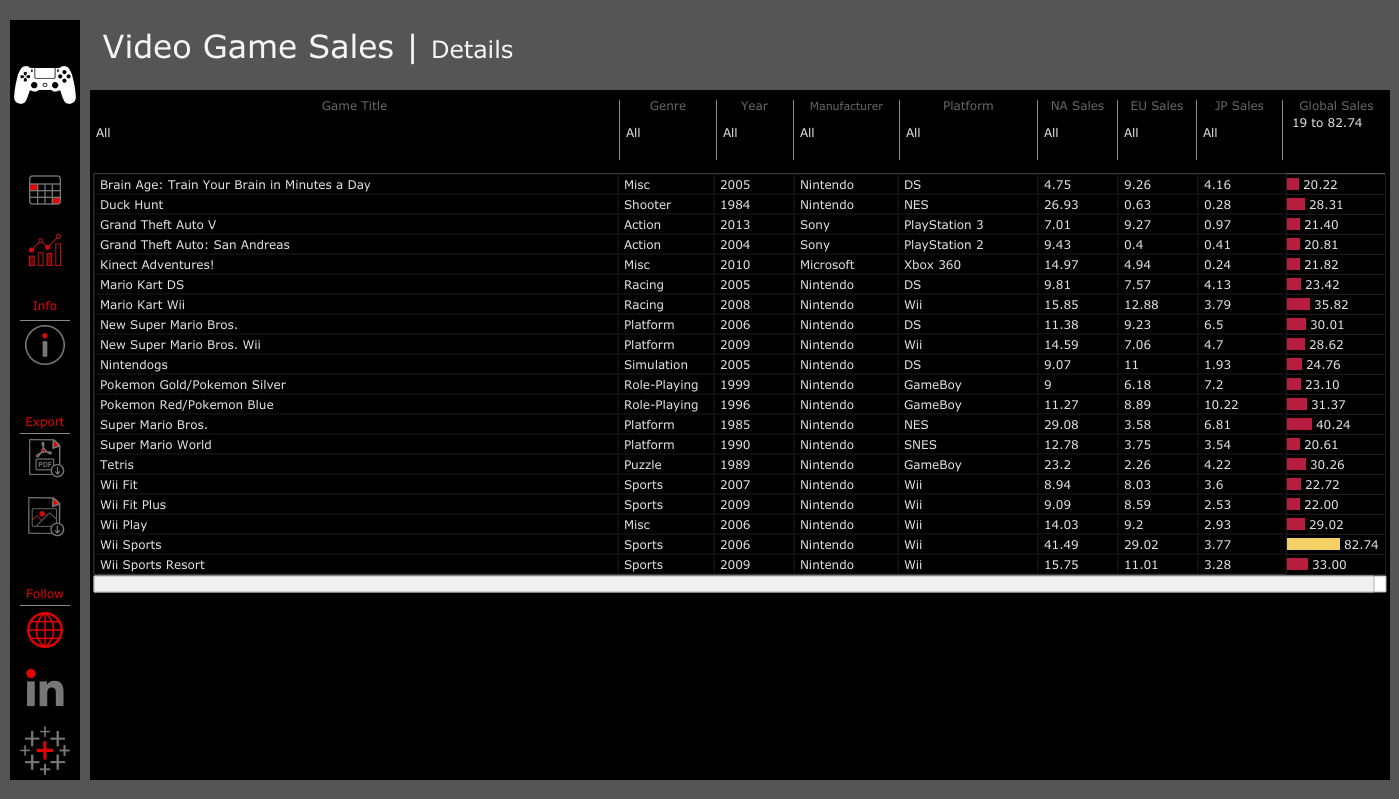 Video Game Sales | Details
Game Title Genre Year Manufacturer Platform NA Sales EU Sales JP Sales Global Sales
All All All All All All All All 19 to 82.74
Brain Age: Train Your Brain in Minutes a Day Misc 2005 Nintendo DS 4.75 9.26 4.16 20.22
Duck Hunt Shooter 1984 Nintendo NES 26.93 0.63 0.28 28.31
Grand Theft Auto V Action 2013 Sony PlayStation 3 7.01 9.27 0.97 21.40
Grand Theft Auto: San Andreas Action 2004 Sony PlayStation 2 9.43 0.4 0.41 20.81
Kinect Adventures! Misc 2010 Microsoft Xbox 360 14.97 4.94 0.24 21.82
Mario Kart DS Racing 2005 Nintendo DS 9.81 7.57 4.13 23.42
Mario Kart Wii Racing 2008 Nintendo Wii 15.85 12.88 3.79 35.82
New Super Mario Bros. Platform 2006 Nintendo DS 11.38 9.23 6.5 30.01
New Super Mario Bros. Wii Platform 2009 Nintendo Wii 14.59 7.06 4.7 28.62
Nintendogs Simulation 2005 Nintendo DS 9.07 11 1.93 24.76
Pokemon Gold/Pokemon Silver Role-Playing 1999 Nintendo GameBoy 9 6.18 7.2 23.10
Pokemon Red/Pokemon Blue Role-Playing 1996 Nintendo GameBoy 11.27 8.89 10.22 31.37
Super Mario Bros. Platform 1985 Nintendo NES 29.08 3.58 6.81 40.24
Super Mario World Platform 1990 Nintendo SNES 12.78 3.75 3.54 20.61
Tetris Puzzle 1989 Nintendo GameBoy 23.2 2.26 4.22 30.26
Wii Fit Sports 2007 Nintendo Wii 8.94 8.03 3.6 22.72
Wii Fit Plus Sports 2009 Nintendo Wii 9.09 8.59 2.53 22.00
Wii Play Misc 2006 Nintendo Wii 14.03 9.2 2.93 29.02
Wii Sports Sports 2006 Nintendo Wii 41.49 29.02 3.77 82.74
Wii Sports Resort Sports 2009 Nintendo Wii 15.75 11.01 3.28 33.00
Info
i
Export
PDF
Follow
in